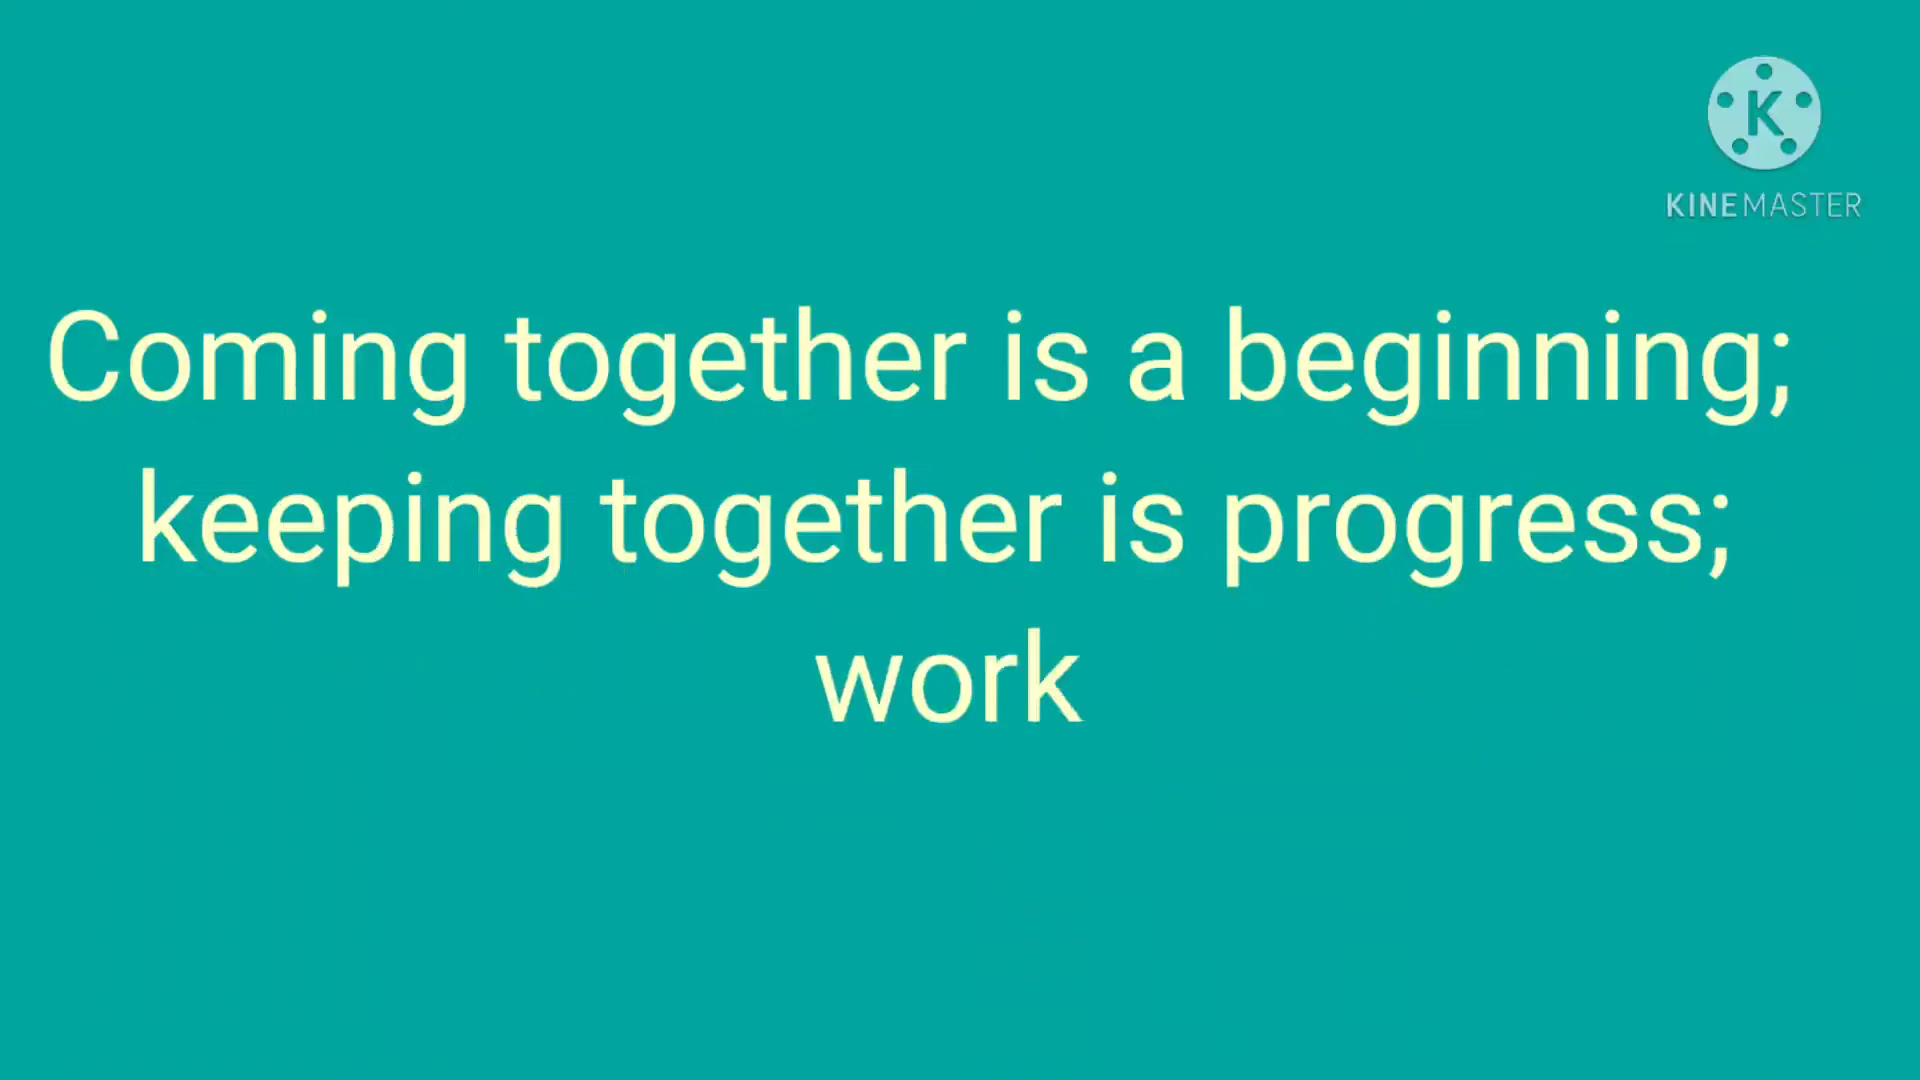 KINEMASTER
Coming together is a beginning;
keeping together is progress;
work